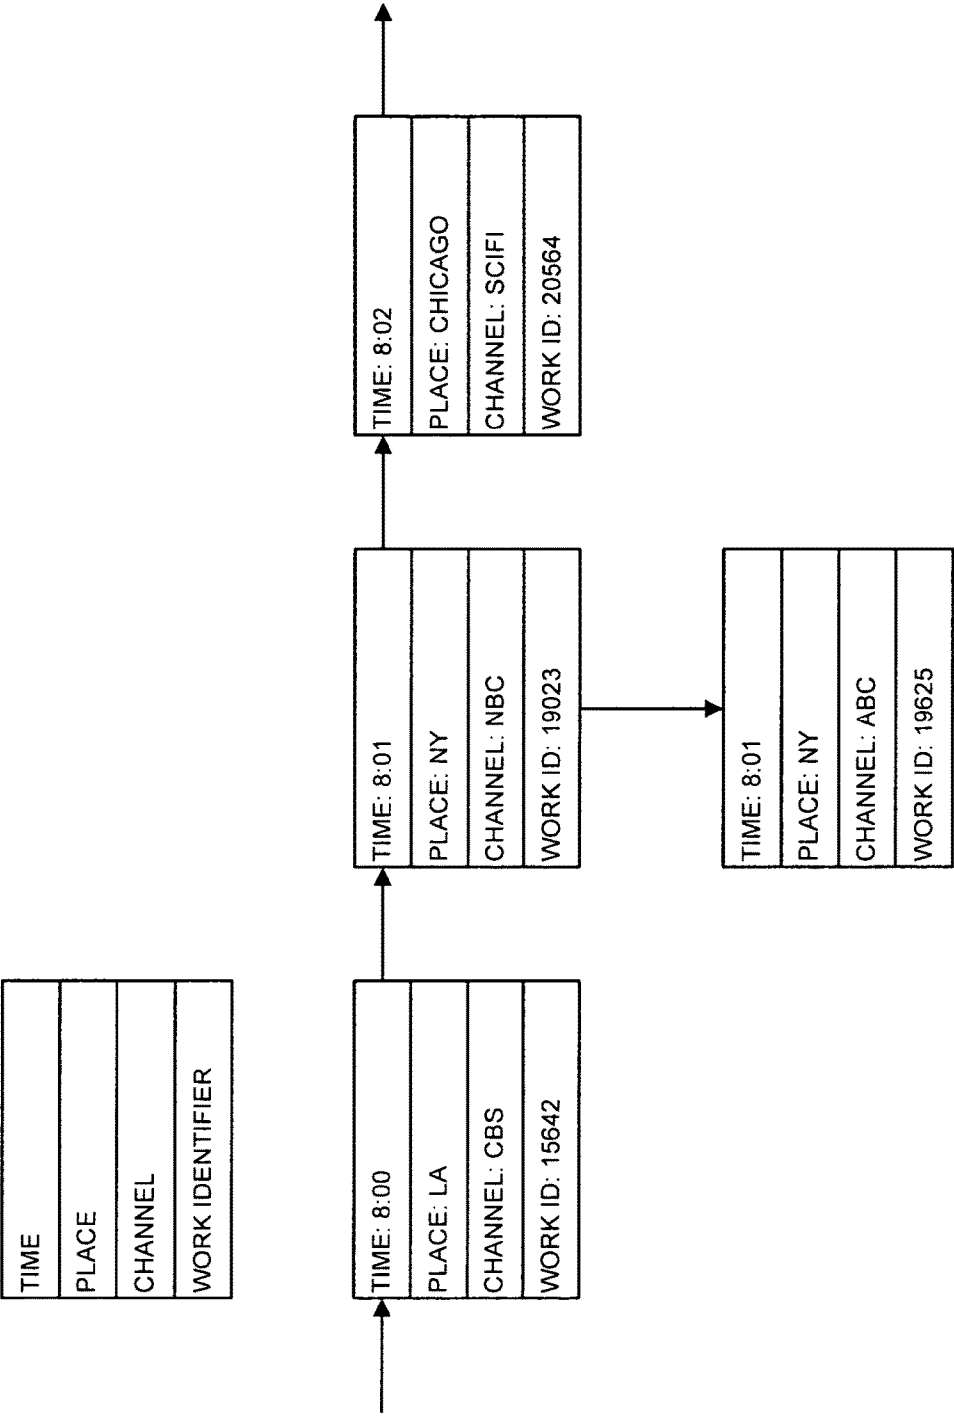 TIME
PLACE
CHANNEL
WORK IDENTIFIER
TIME: 8:00
PLACE: LA
CHANNEL: CBS
WORK ID: 15642
TIME: 8:01
PLACE: NY
CHANNEL: NBC
WORK ID: 19023
TIME: 8:02
PLACE: CHICAGO
CHANNEL: SCIFI
WORK ID: 20564
TIME: 8:01
PLACE: NY
CHANNEL: ABC
WORK ID: 19625